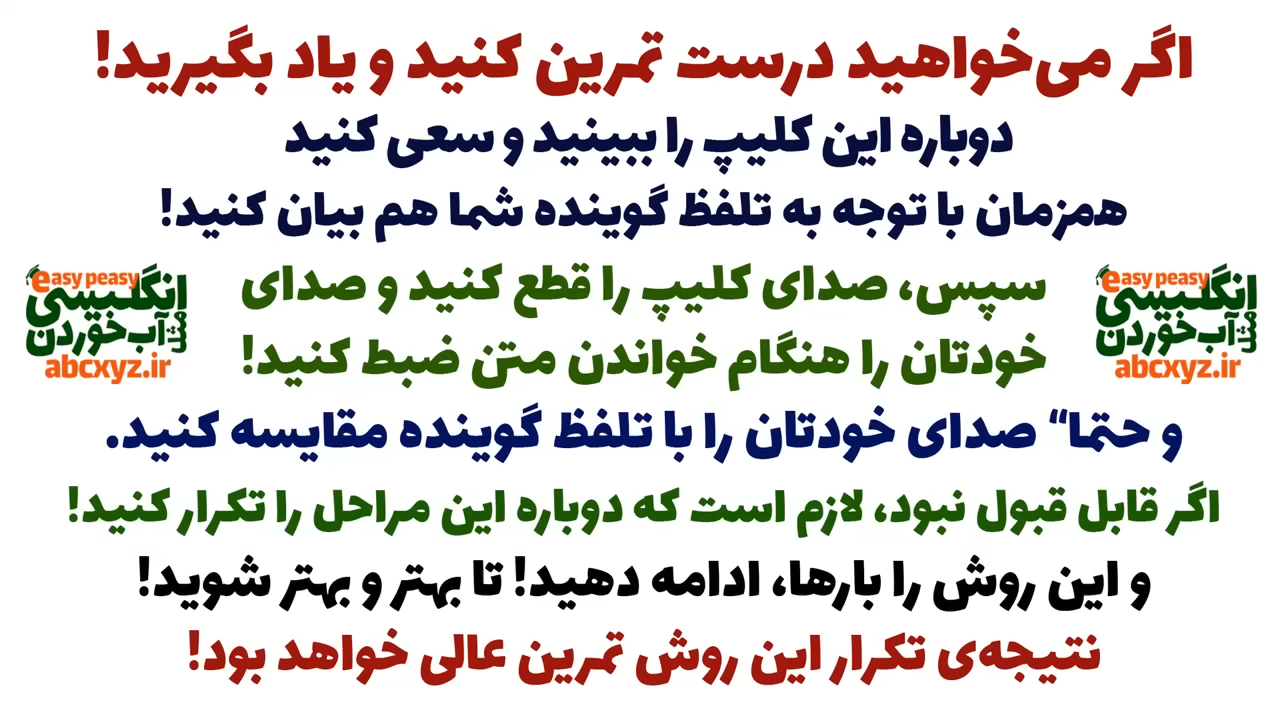 اگر می‌خواهید درست تمرین کنید و یاد بگیرید!
دوباره این کلیپ را ببینید و سعی کنید
همزمان با توجه به تلفظ گوینده شما هم بیان کنید!
سپس، صدای کلیپ را قطع کنید و صدای
خودتان را هنگام خواندن متن ضبط کنید!
easy peasy
انگلیسی
مثل آب خوردن
abcxyz.ir
easy peasy
انگلیسی
مثل آب خوردن
abcxyz.ir
و حتما“ صدای خودتان را با تلفظ گوینده مقایسه کنید.
اگر قابل قبول نبود، لازم است که دوباره این مراحل را تکرار کنید!
و این روش را بارها، ادامه دهید! تا بهتر و بهتر شوید!
نتیجه‌ی تکرار این روش تمرین عالی خواهد بود!